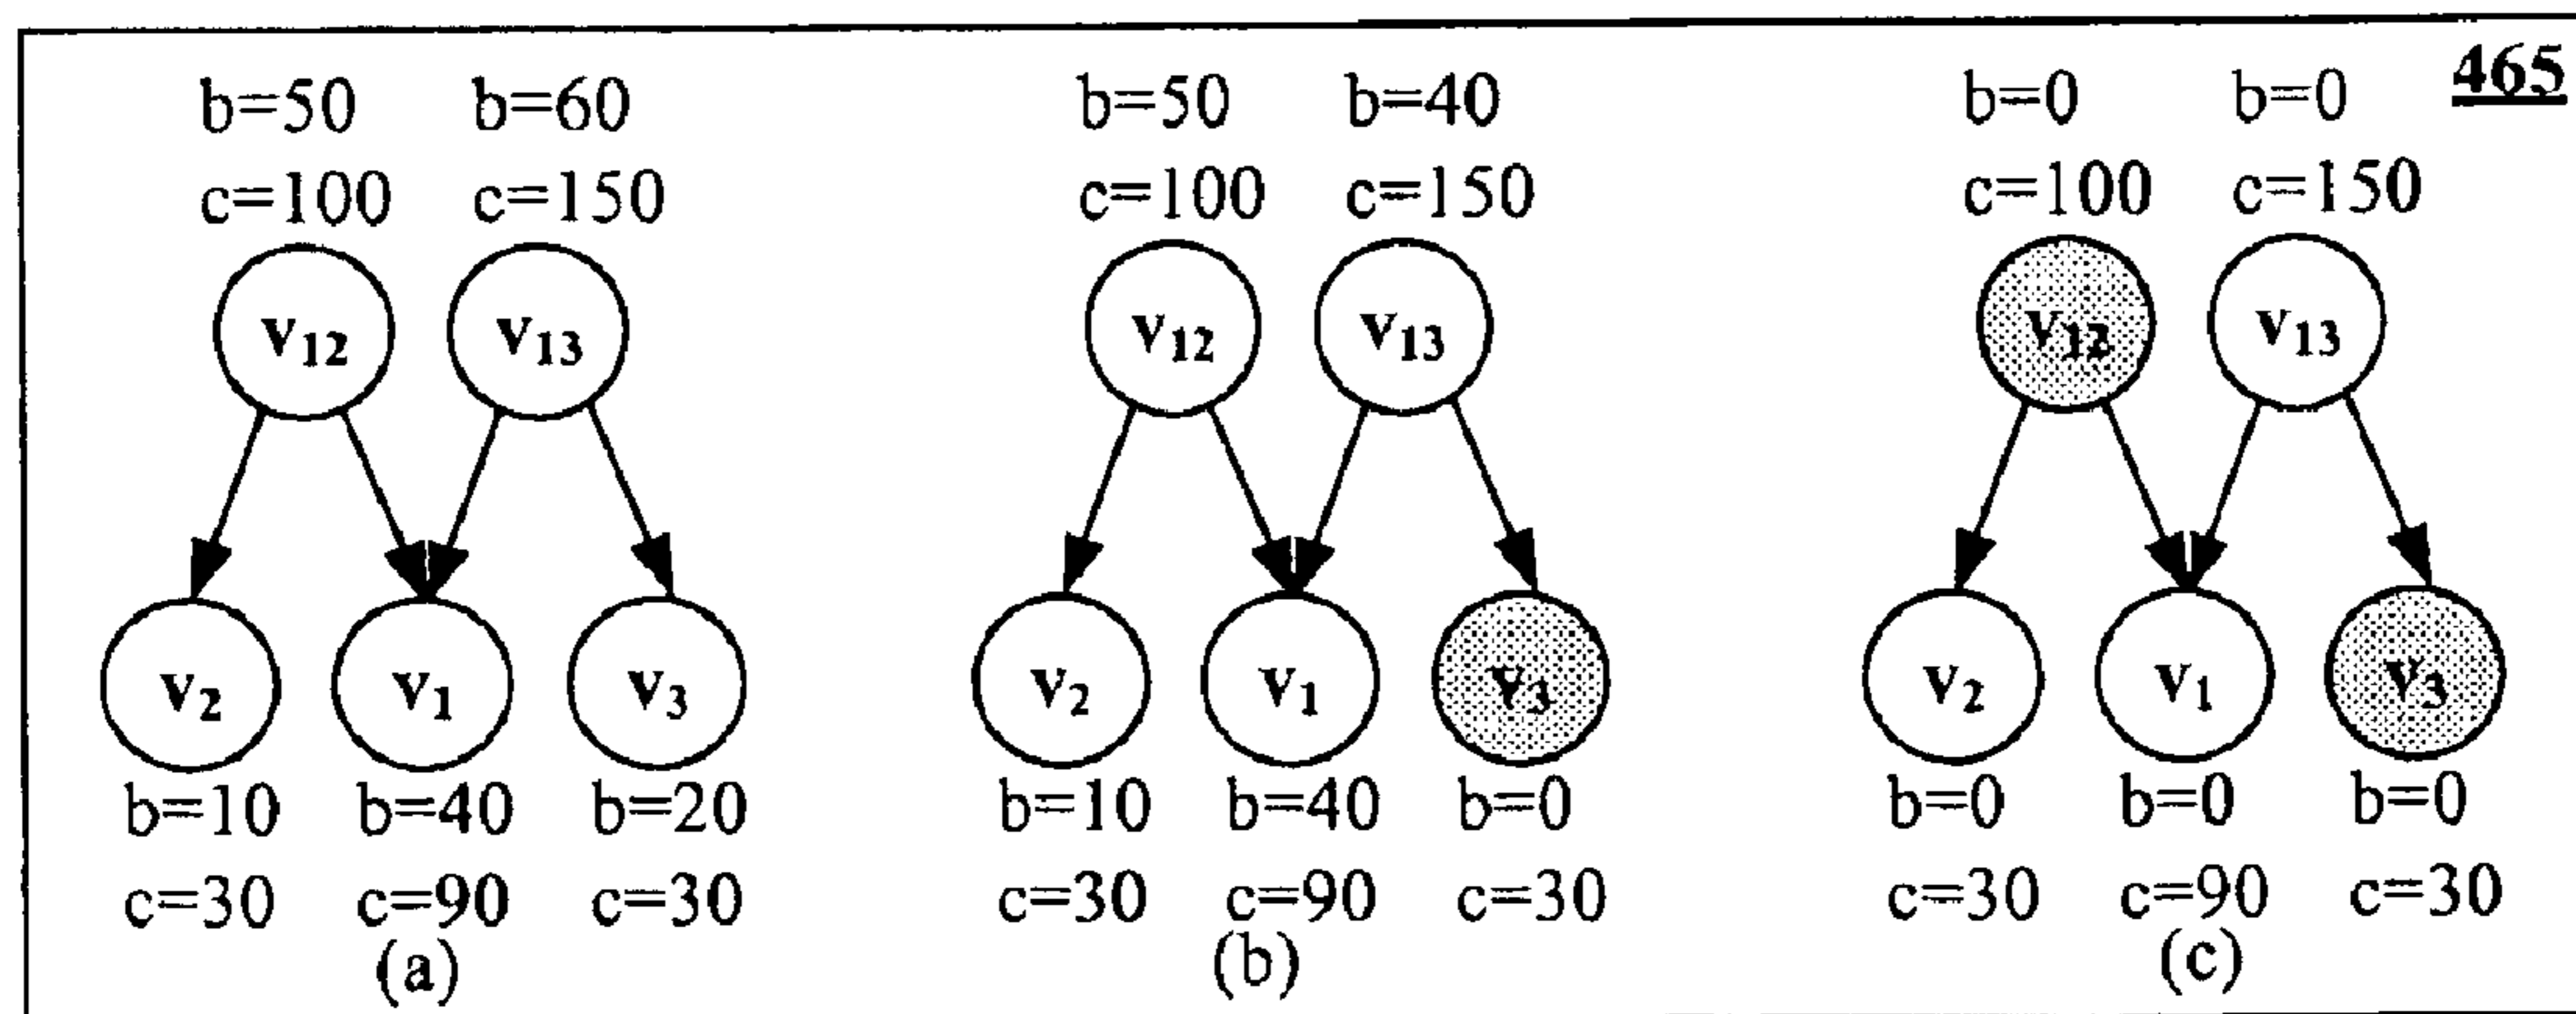 465
b=50 b=60
c=100 c=150
v12 v13
v2 v1 v3
b=10 b=40 b=20
c=30 c=90 c=30
(a)
b=50 b=40
c=100 c=150
v12 v13
v2 v1 v3
b=10 b=40 b=0
c=30 c=90 c=30
(b)
b=0 b=0
c=100 c=150
v12 v13
v2 v1 v3
b=0 b=0 b=0
c=30 c=90 c=30
(c)